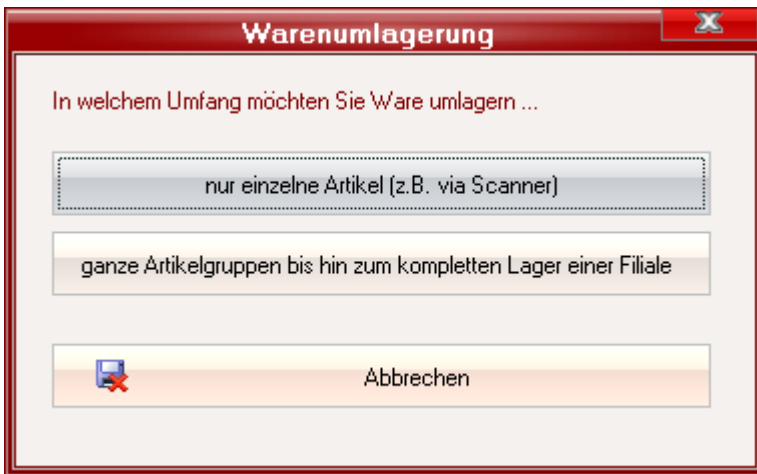 Warenumlagerung
In welchem Umfang möchten Sie Ware umlagern ...
nur einzelne Artikel (z.B. via Scanner)
ganze Artikelgruppen bis hin zum kompletten Lager einer Filiale
Abbrechen